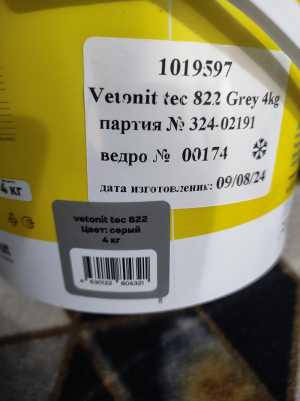 1019597
Vetonit tec 822 Grey 4kg
партия № 324-02191
ведро № 00174
дата изготовления: 09/08/24
4 кг
vetonit tec 822
Цвет: серый
4 кг